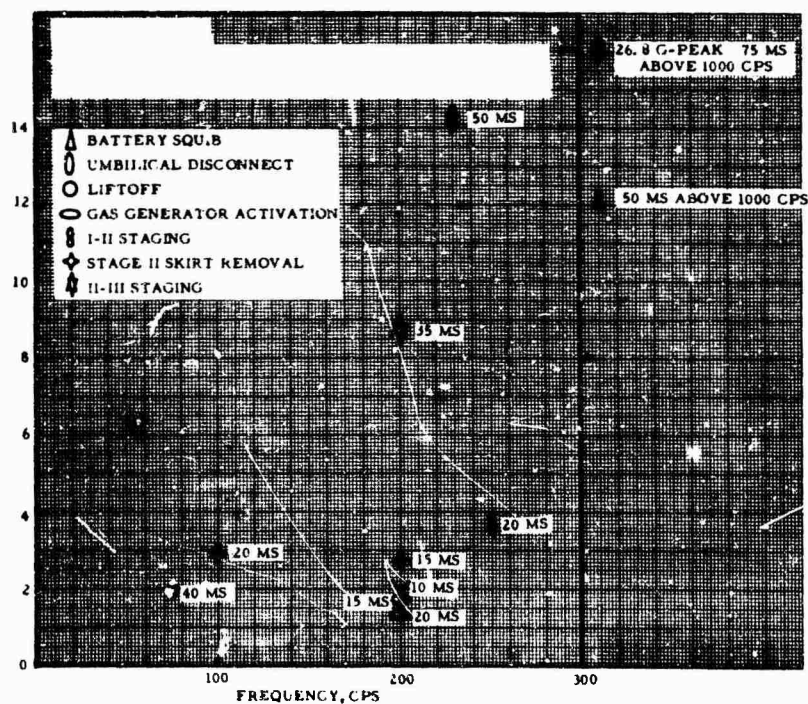 26.8 G-PEAK 75 MS
ABOVE 1000 CPS
50 MS
14
BATTERY SQUIB
UMBILICAL DISCONNECT
LIFTOFF
GAS GENERATOR ACTIVATION
I-II STAGING
STAGE II SKIRT REMOVAL
II-III STAGING
12
50 MS ABOVE 1000 CPS
10
35 MS
8
6
4
20 MS
20 MS
15 MS
2
40 MS
10 MS
15 MS
20 MS
0
100
200
300
FREQUENCY, CPS